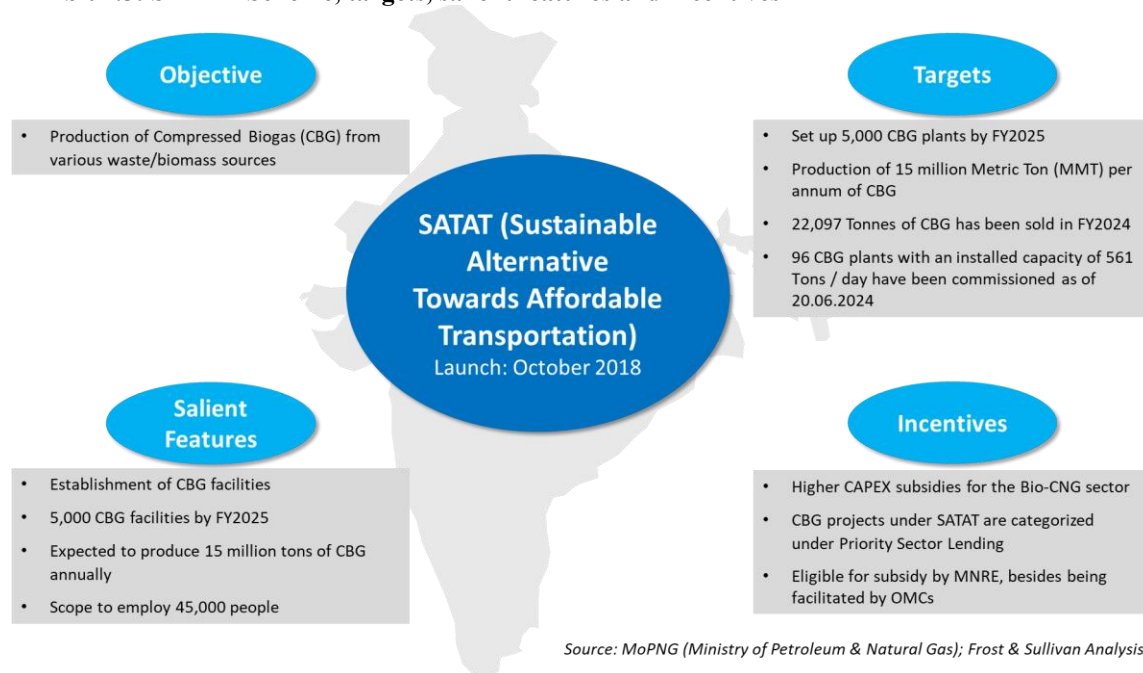 Objective
• Production of Compressed Biogas (CBG) from
various waste/biomass sources
Targets
• Set up 5,000 CBG plants by FY2025
• Production of 15 million Metric Ton (MMT) per
annum of CBG
• 22,097 Tonnes of CBG has been sold in FY2024
• 96 CBG plants with an installed capacity of 561
Tons / day have been commissioned as of
20.06.2024
SATAT (Sustainable
Alternative
Towards Affordable
Transportation)
Launch: October 2018
Salient
Features
• Establishment of CBG facilities
• 5,000 CBG facilities by FY2025
• Expected to produce 15 million tons of CBG
annually
• Scope to employ 45,000 people
Incentives
• Higher CAPEX subsidies for the Bio-CNG sector
• CBG projects under SATAT are categorized
under Priority Sector Lending
• Eligible for subsidy by MNRE, besides being
facilitated by OMCs
Source: MoPNG (Ministry of Petroleum & Natural Gas); Frost & Sullivan Analysis